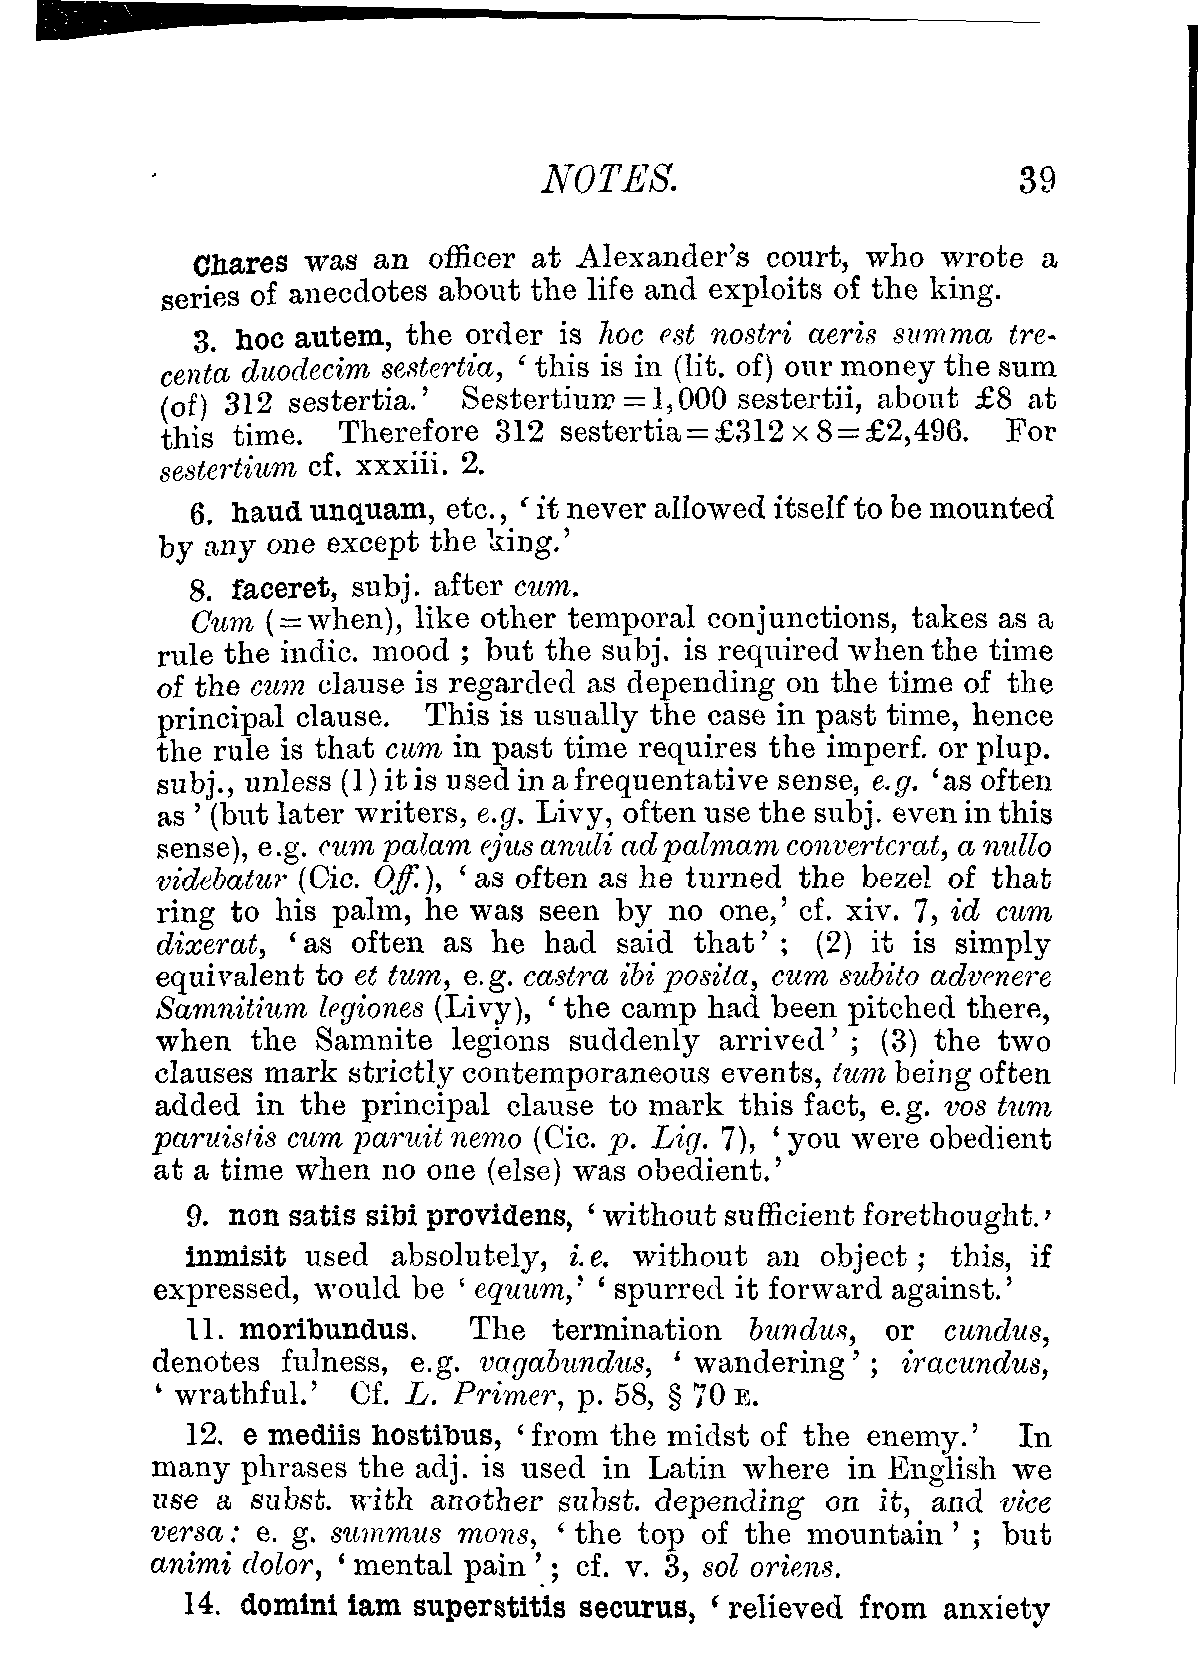 NOTES. 39
Chares was an officer at Alexander's court, who wrote a
series of anecdotes about the life and exploits of the king.
3. hoc autem, the order is hoc est nostri aeris summa tre-
centa duodecim sestertia, 'this is in (lit. of) our money the sum
(of) 312 sestertia.' Sestertium = 1,000 sestertii, about £8 at
this time. Therefore 312 sestertia = £312 × 8 = £2,496. For
sestertium cf. xxxiii. 2.
6. haud unquam, etc., 'it never allowed itself to be mounted
by any one except the king.'
8. faceret, subj. after cum.
Cum (= when), like other temporal conjunctions, takes as a
rule the indic. mood ; but the subj. is required when the time
of the cum clause is regarded as depending on the time of the
principal clause. This is usually the case in past time, hence
the rule is that cum in past time requires the imperf. or plup.
subj., unless (1) it is used in a frequentative sense, e.g. 'as often
as' (but later writers, e.g. Livy, often use the subj. even in this
sense), e.g. cum palam ejus anuli ad palmam converterat, a nullo
videbatur (Cic. Off.), 'as often as he turned the bezel of that
ring to his palm, he was seen by no one,' cf. xiv. 7, id cum
dixerat, 'as often as he had said that' ; (2) it is simply
equivalent to et tum, e.g. castra ibi posita, cum subito advenere
Samnitium legiones (Livy), 'the camp had been pitched there,
when the Samnite legions suddenly arrived' ; (3) the two
clauses mark strictly contemporaneous events, tum being often
added in the principal clause to mark this fact, e.g. vos tum
paruistis cum paruit nemo (Cic. p. Lig. 7), 'you were obedient
at a time when no one (else) was obedient.'
9. non satis sibi providens, 'without sufficient forethought.'
inmisit used absolutely, i.e. without an object ; this, if
expressed, would be 'equum,' 'spurred it forward against.'
11. moribundus. The termination bundus, or cundus,
denotes fulness, e.g. vagabundus, 'wandering' ; iracundus,
'wrathful.' Cf. L. Primer, p. 58, § 70 E.
12. e mediis hostibus, 'from the midst of the enemy.' In
many phrases the adj. is used in Latin where in English we
use a subst. with another subst. depending on it, and vice
versa: e. g. summus mons, 'the top of the mountain' ; but
animi dolor, 'mental pain' ; cf. v. 3, sol oriens.
14. domini iam superstitis securus, 'relieved from anxiety